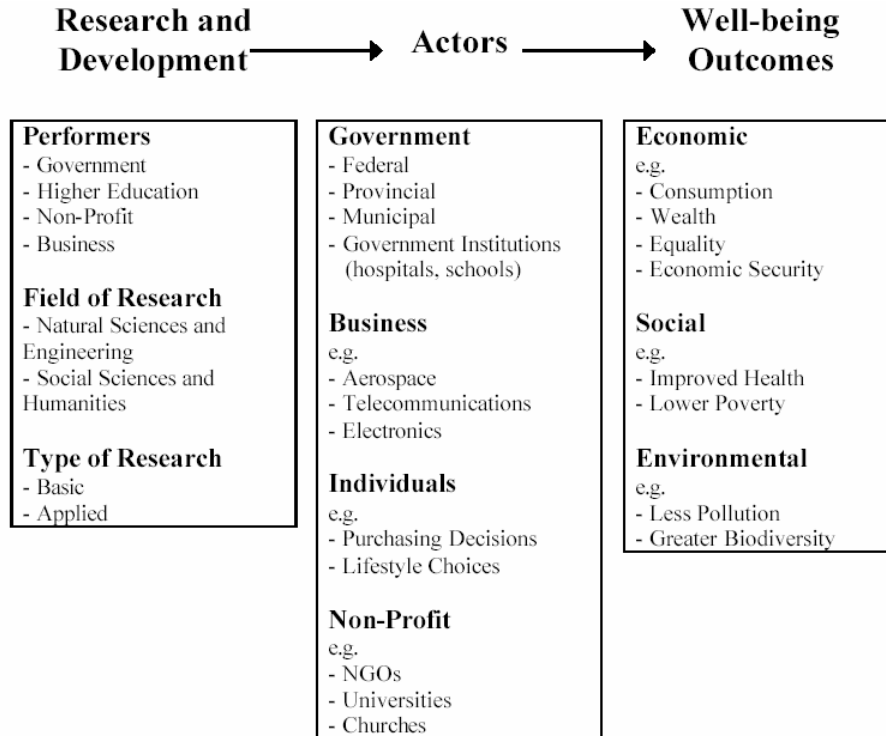 Research and
Development
Actors
Well-being
Outcomes
Performers
- Government
- Higher Education
- Non-Profit
- Business
Field of Research
- Natural Sciences and
Engineering
- Social Sciences and
Humanities
Type of Research
- Basic
- Applied
Government
- Federal
- Provincial
- Municipal
- Government Institutions
(hospitals, schools)
Business
e.g.
- Aerospace
- Telecommunications
- Electronics
Individuals
e.g.
- Purchasing Decisions
- Lifestyle Choices
Non-Profit
e.g.
- NGOs
- Universities
- Churches
Economic
e.g.
- Consumption
- Wealth
- Equality
- Economic Security
Social
e.g.
- Improved Health
- Lower Poverty
Environmental
e.g.
- Less Pollution
- Greater Biodiversity